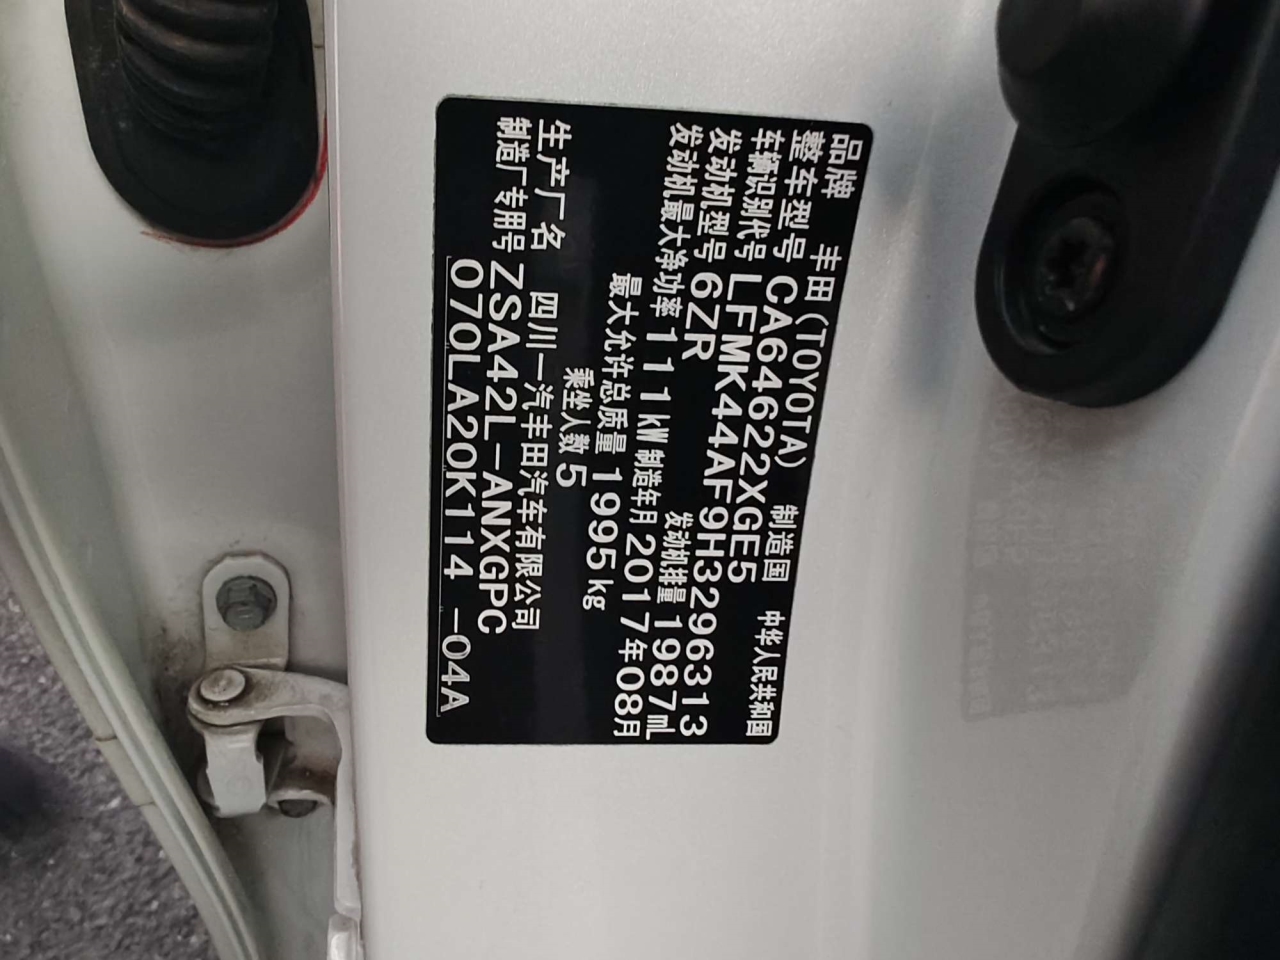 品牌 丰田(TOYOTA) 制造国 中华人民共和国
整车型号 CA64622XGE5
车辆识别代号 LFMK44AF9H3296313
发动机型号 6ZR 发动机排量 1987mL
发动机最大净功率 111kW 制造年月 2017年08月
最大允许总质量 1995kg
乘坐人数 5
生产厂名 四川一汽丰田汽车有限公司
制造厂专用号 ZSA42L-ANXGPC
070LA20K114 -04A